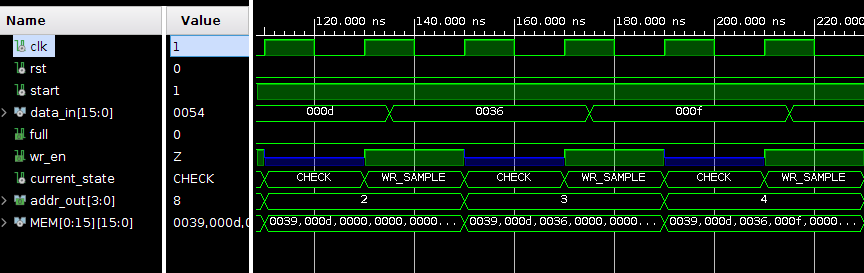 Name Value 120.000 ns 140.000 ns 160.000 ns 180.000 ns 200.000 ns 220.000
clk 1
rst 0
start 1
data_in[15:0] 0054 000d 0036 000f
full 0
wr_en Z
current_state CHECK CHECK WR_SAMPLE CHECK WR_SAMPLE CHECK WR_SAMPLE
addr_out[3:0] 8 2 3 4
MEM[0:15][15:0] 0039,000d,0 0039,000d,0000,0000,0000... 0039,000d,0036,0000,0000... 0039,000d,0036,000f,0000...